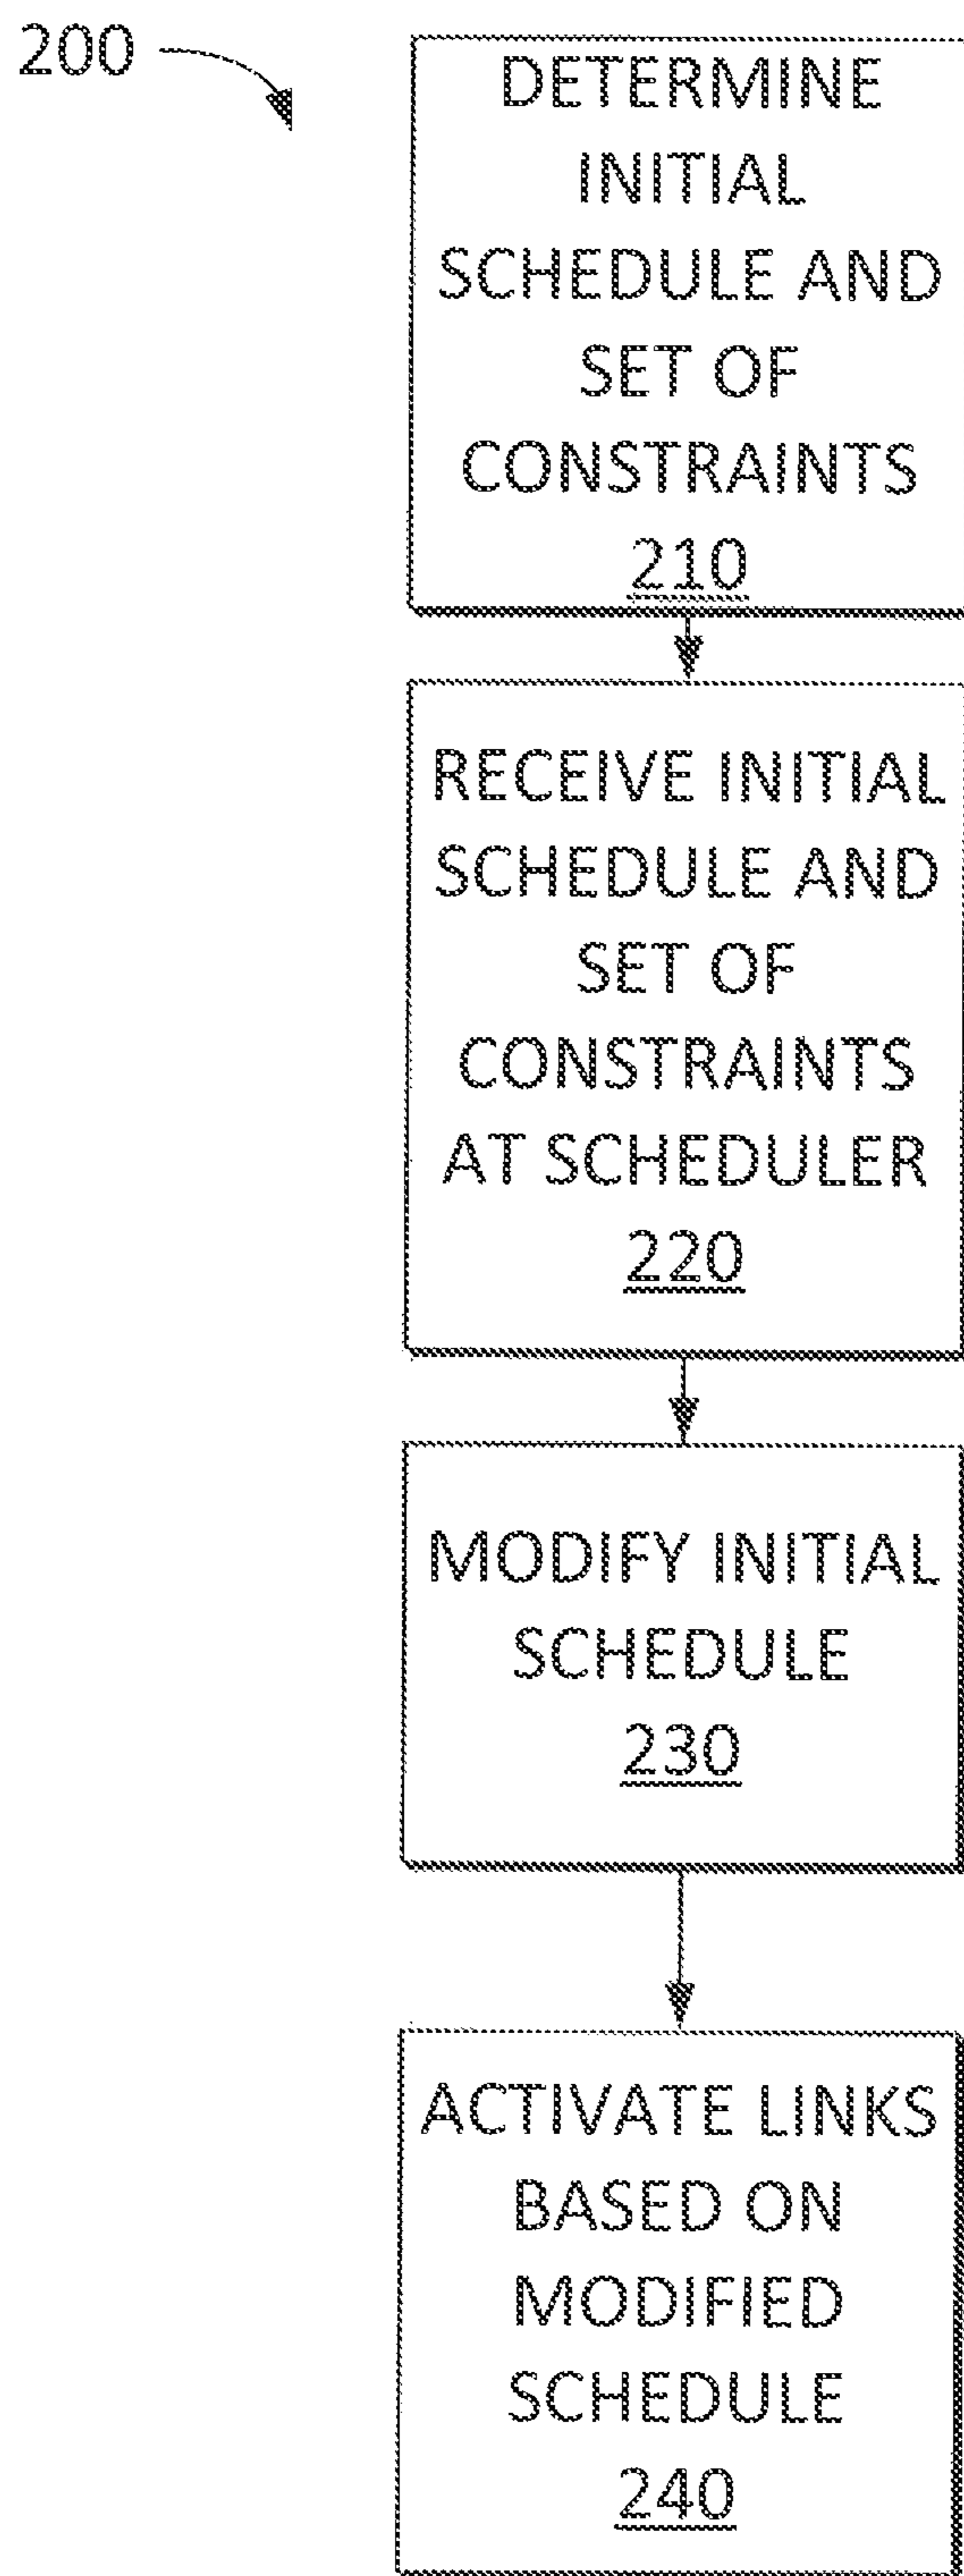 200
DETERMINE
INITIAL
SCHEDULE AND
SET OF
CONSTRAINTS
210
RECEIVE INITIAL
SCHEDULE AND
SET OF
CONSTRAINTS
AT SCHEDULER
220
MODIFY INITIAL
SCHEDULE
230
ACTIVATE LINKS
BASED ON
MODIFIED
SCHEDULE
240